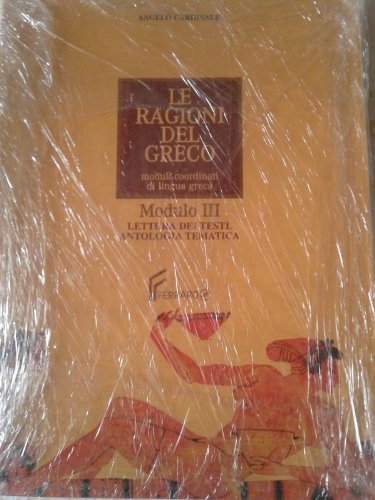 ANGELO CARDINALE
LE
RAGIONI
DEL
GRECO
moduli coordinati
di lingua greca
Modulo III
LETTURA DEI TESTI.
ANTOLOGIA TEMATICA
FERRARO